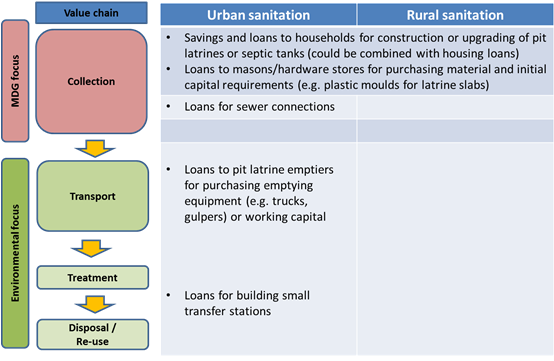 Value chain
Urban sanitation
Rural sanitation
MDG focus
Collection
• Savings and loans to households for construction or upgrading of pit
latrines or septic tanks (could be combined with housing loans)
• Loans to masons/hardware stores for purchasing material and initial
capital requirements (e.g. plastic moulds for latrine slabs)
• Loans for sewer connections
Environmental focus
Transport
• Loans to pit latrine emptiers
for purchasing emptying
equipment (e.g. trucks,
gulpers) or working capital
Treatment
• Loans for building small
transfer stations
Disposal /
Re-use